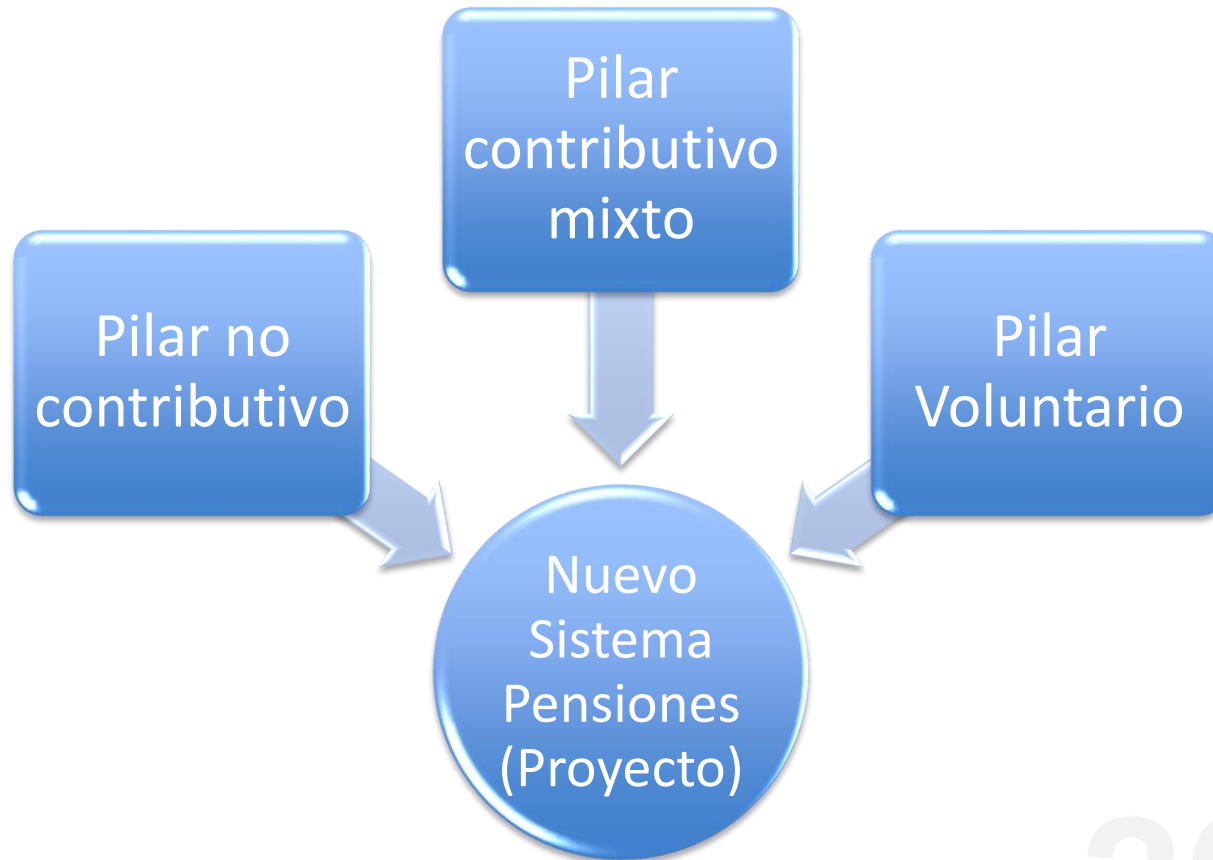 Pilar
contributivo
mixto
Pilar no
contributivo
Pilar
Voluntario
Nuevo
Sistema
Pensiones
(Proyecto)